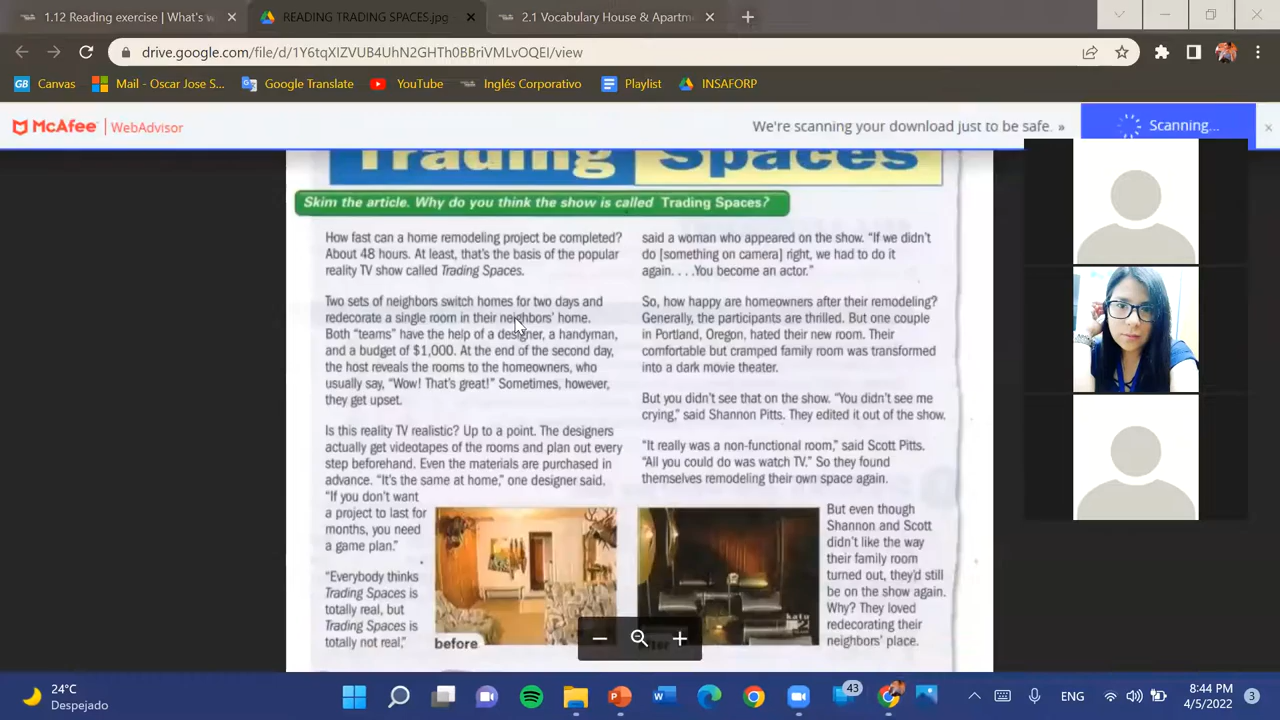 1.12 Reading exercise | What's w
READING TRADING SPACES.jpg
2.1 Vocabulary House & Apartm
drive.google.com/file/d/1Y6tqXIZVUB4UhN2GHTh0BBriVMLvOQEI/view
Canvas
Mail - Oscar Jose S...
Google Translate
YouTube
Inglés Corporativo
Playlist
INSAFORP
McAfee | WebAdvisor
We're scanning your download just to be safe. »
Scanning...
Trading Spaces
Skim the article. Why do you think the show is called Trading Spaces?
How fast can a home remodeling project be completed?
About 48 hours. At least, that's the basis of the popular
reality TV show called Trading Spaces.
Two sets of neighbors switch homes for two days and
redecorate a single room in their neighbors' home.
Both "teams" have the help of a designer, a handyman,
and a budget of $1,000. At the end of the second day,
the host reveals the rooms to the homeowners, who
usually say, "Wow! That's great!" Sometimes, however,
they get upset.
Is this reality TV realistic? Up to a point. The designers
actually get videotapes of the rooms and plan out every
step beforehand. Even the materials are purchased in
advance. "It's the same at home," one designer said.
"If you don't want
a project to last for
months, you need
a game plan."
"Everybody thinks
Trading Spaces is
totally real, but
Trading Spaces is
totally not real,"
before
said a woman who appeared on the show. "If we didn't
do [something on camera] right, we had to do it
again. . . .You become an actor."
So, how happy are homeowners after their remodeling?
Generally, the participants are thrilled. But one couple
in Portland, Oregon, hated their new room. Their
comfortable but cramped family room was transformed
into a dark movie theater.
But you didn't see that on the show. "You didn't see me
crying," said Shannon Pitts. They edited it out of the show.
"It really was a non-functional room," said Scott Pitts.
"All you could do was watch TV." So they found
themselves remodeling their own space again.
But even though
Shannon and Scott
didn't like the way
their family room
turned out, they'd still
be on the show again.
Why? They loved
redecorating their
neighbors' place.
katu
2
24°C
Despejado
43
ENG
8:44 PM
4/5/2022
3